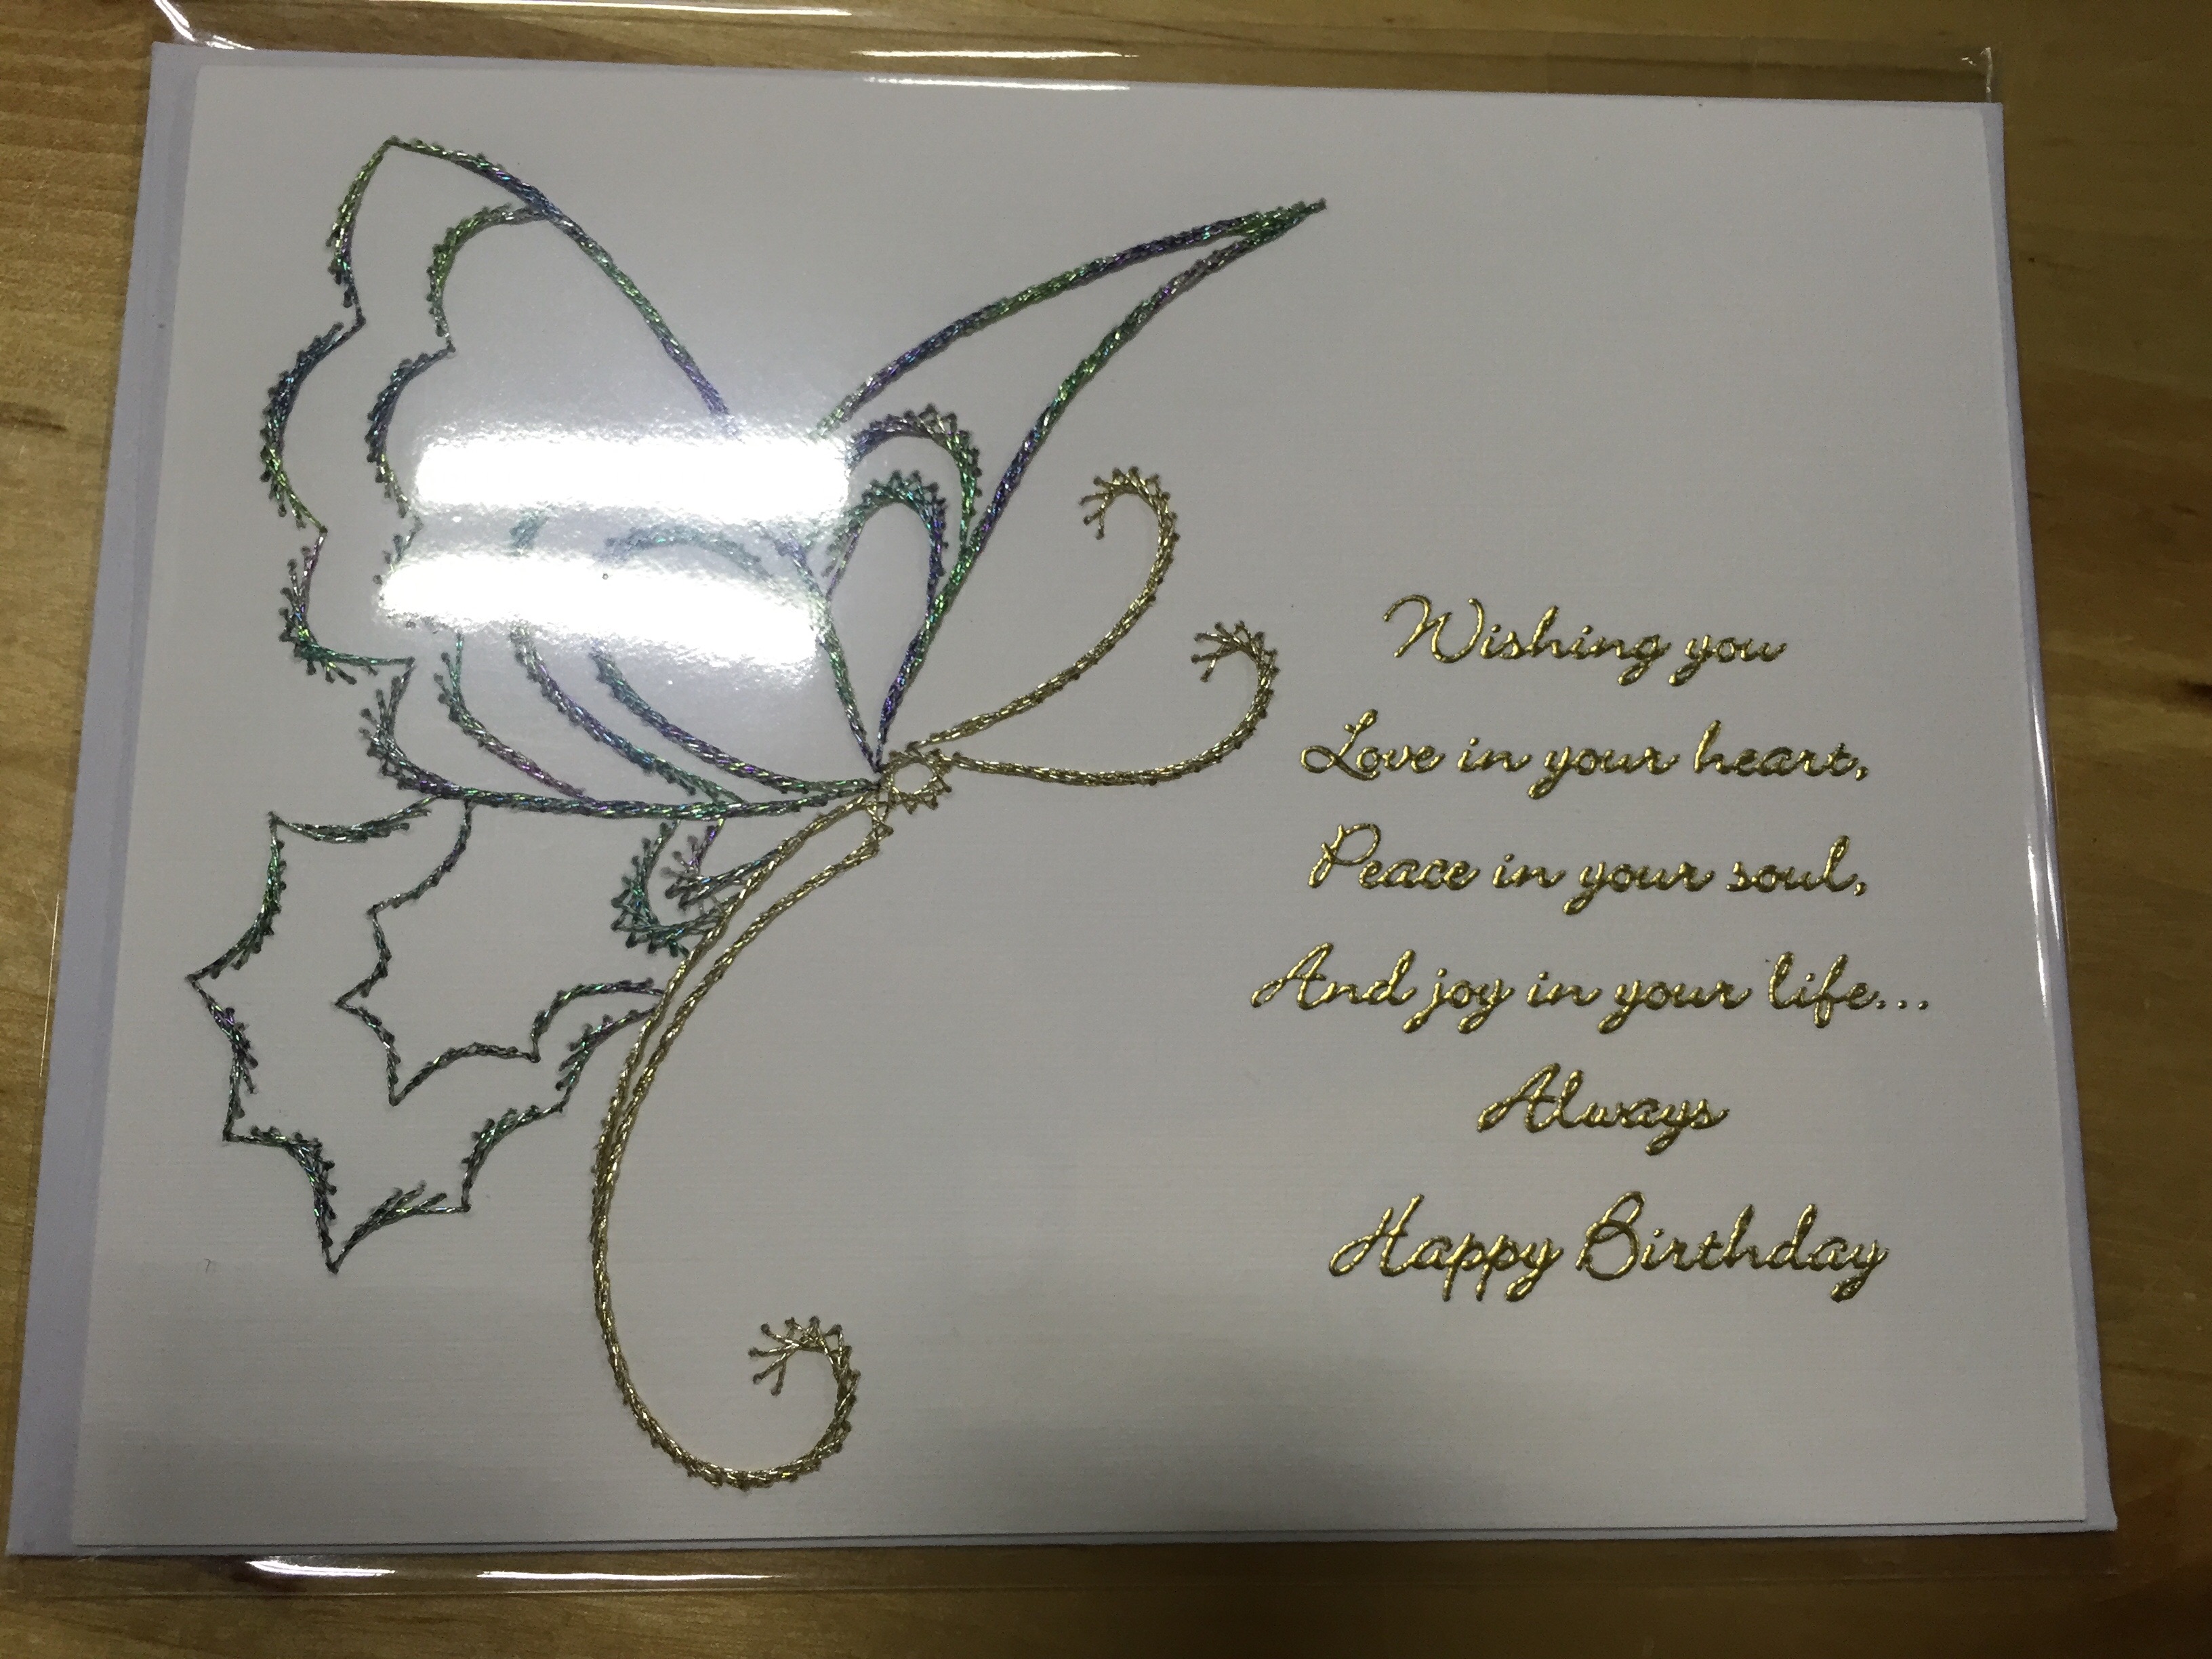 Wishing you
Love in your heart,
Peace in your soul,
And joy in your life...
Always
Happy Birthday